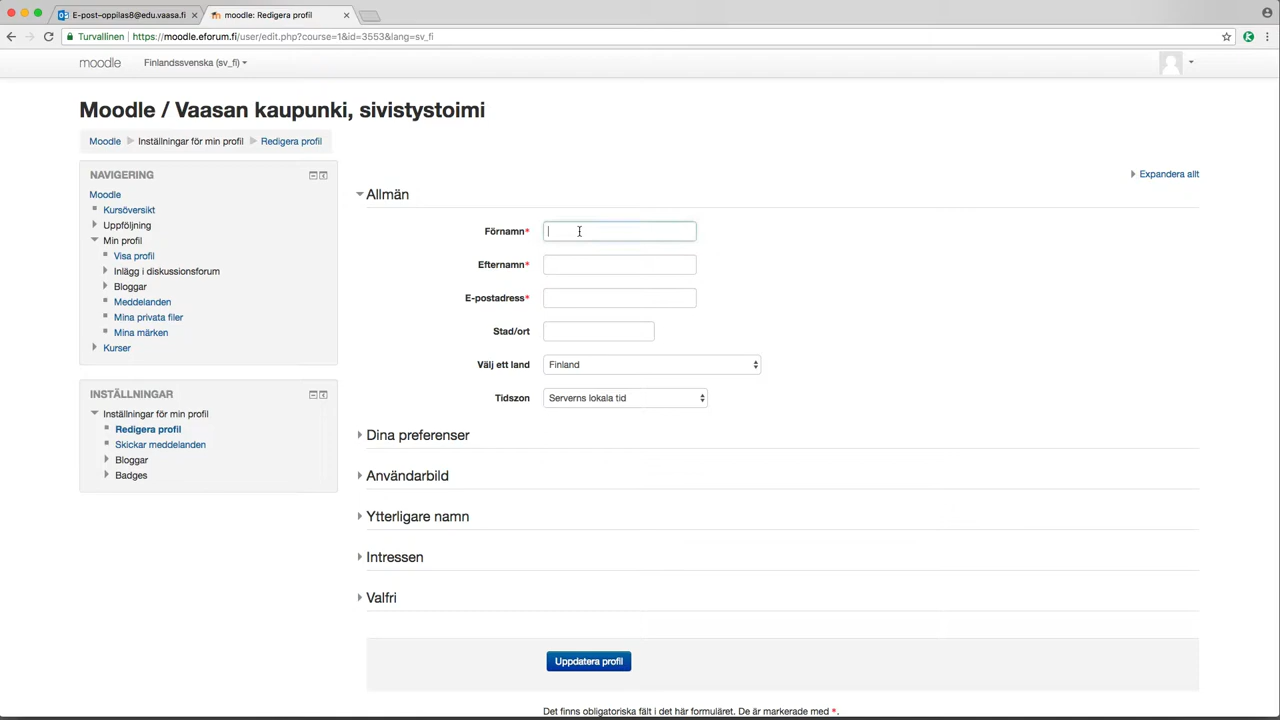 E-post-oppilas8@edu.vaasa.fi
moodle: Redigera profil
Turvallinen https://moodle.eforum.fi/user/edit.php?course=1&id=3553&lang=sv_fi
moodle Finlandssvenska (sv_fi)
Moodle / Vaasan kaupunki, sivistystoimi
Moodle Inställningar för min profil Redigera profil
NAVIGERING
Moodle
Kursöversikt
Uppföljning
Min profil
Visa profil
Inlägg i diskussionsforum
Bloggar
Meddelanden
Mina privata filer
Mina märken
Kurser
INSTÄLLNINGAR
Inställningar för min profil
Redigera profil
Skickar meddelanden
Bloggar
Badges
Expandera allt
Allmän
Förnamn*
Efternamn*
E-postadress*
Stad/ort
Välj ett land Finland
Tidszon Serverns lokala tid
Dina preferenser
Användarbild
Ytterligare namn
Intressen
Valfri
Uppdatera profil
Det finns obligatoriska fält i det här formuläret. De är markerade med *.